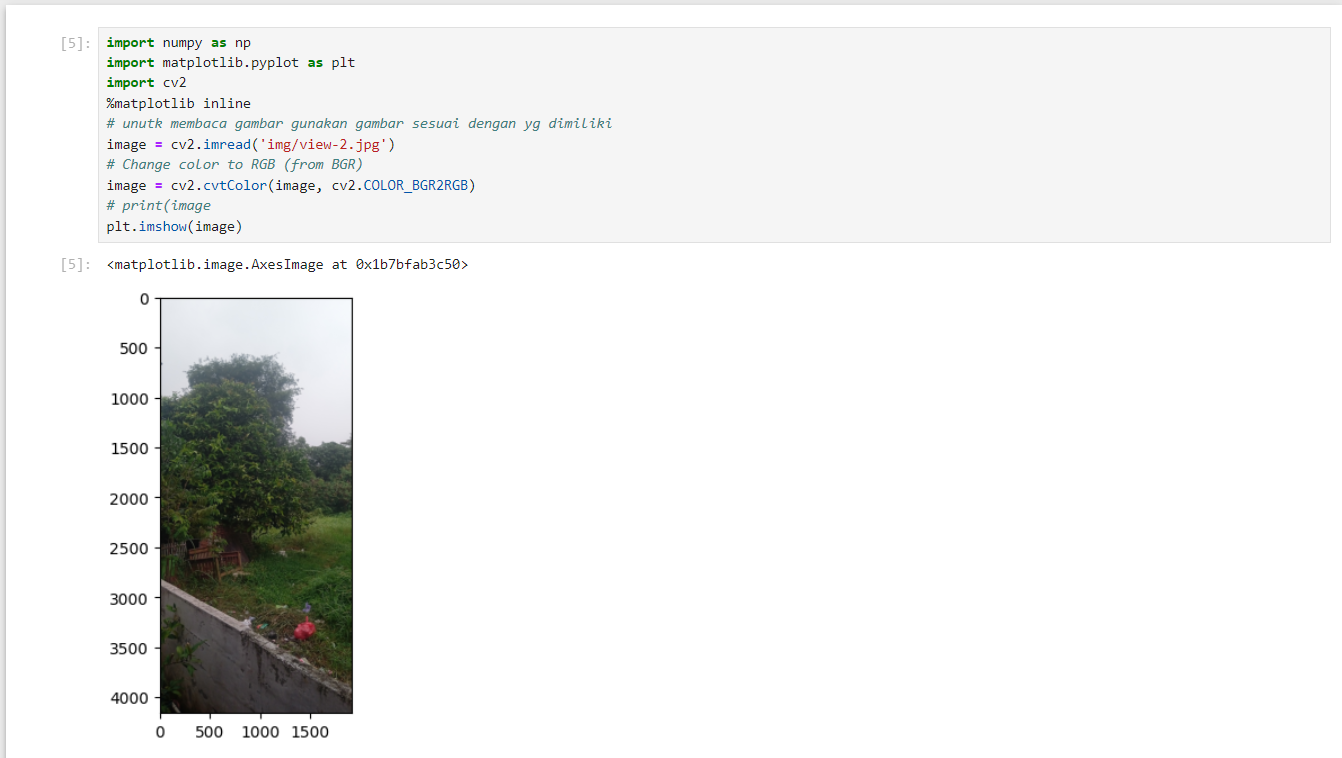 [5]: import numpy as np
import matplotlib.pyplot as plt
import cv2
%matplotlib inline
# unutk membaca gambar gunakan gambar sesuai dengan yg dimiliki
image = cv2.imread('img/view-2.jpg')
# Change color to RGB (from BGR)
image = cv2.cvtColor(image, cv2.COLOR_BGR2RGB)
# print(image
plt.imshow(image)
[5]: <matplotlib.image.AxesImage at 0x1b7bfab3c50>
0
500
1000
1500
2000
2500
3000
3500
4000
0 500 1000 1500